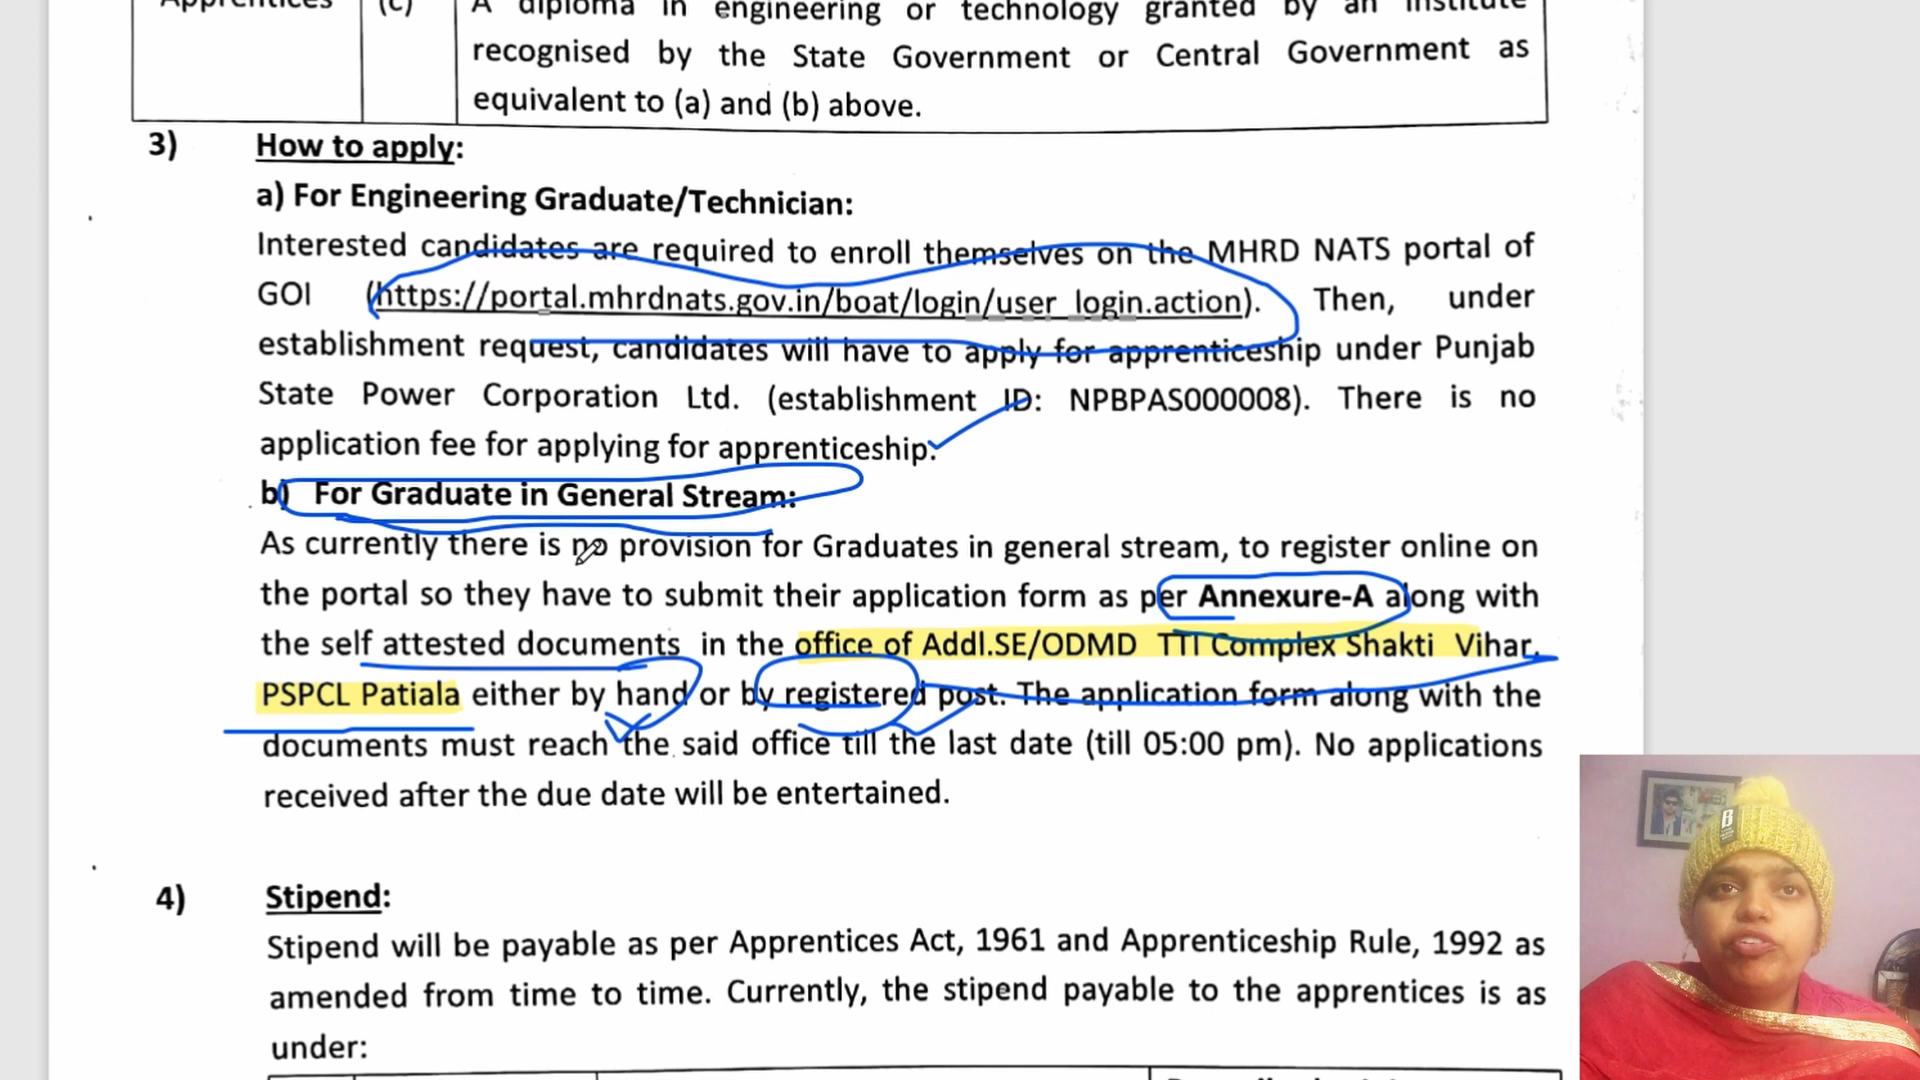 Apprentices (c) A diploma in engineering or technology granted by an institute
recognised by the State Government or Central Government as
equivalent to (a) and (b) above.
3) How to apply:
a) For Engineering Graduate/Technician:
Interested candidates are required to enroll themselves on the MHRD NATS portal of
GOI (https://portal.mhrdnats.gov.in/boat/login/user_login.action). Then, under
establishment request, candidates will have to apply for apprenticeship under Punjab
State Power Corporation Ltd. (establishment ID: NPBPAS000008). There is no
application fee for applying for apprenticeship.
b) For Graduate in General Stream:
As currently there is no provision for Graduates in general stream, to register online on
the portal so they have to submit their application form as per Annexure-A along with
the self attested documents in the office of Addl.SE/ODMD TTI Complex Shakti Vihar,
PSPCL Patiala either by hand or by registered post. The application form along with the
documents must reach the said office till the last date (till 05:00 pm). No applications
received after the due date will be entertained.
4) Stipend:
Stipend will be payable as per Apprentices Act, 1961 and Apprenticeship Rule, 1992 as
amended from time to time. Currently, the stipend payable to the apprentices is as
under:
B